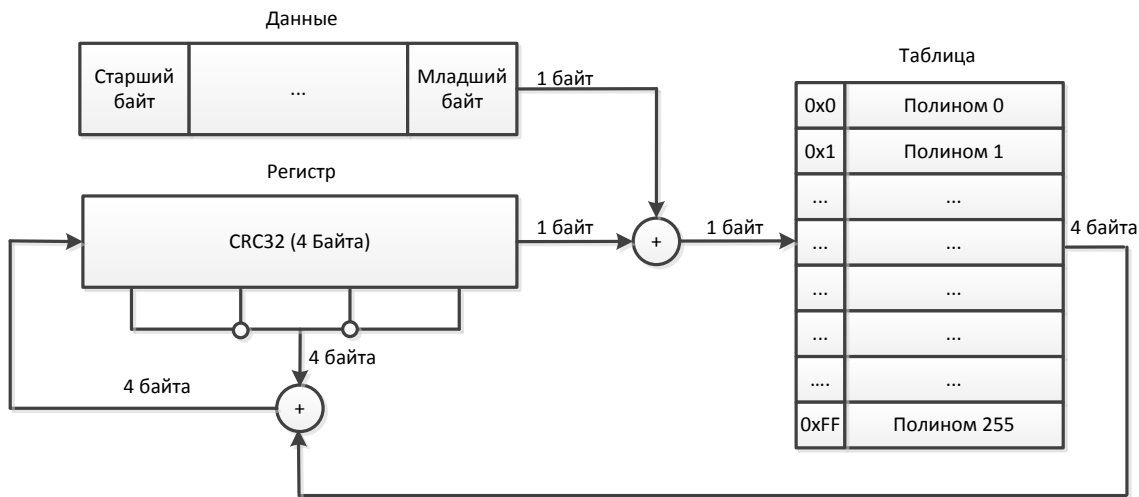 Данные
Старший
байт
...
Младший
байт
1 байт
Регистр
CRC32 (4 Байта)
1 байт
+
1 байт
4 байта
4 байта
+
Таблица
0x0 Полином 0
0x1 Полином 1
... ...
... ...
... ...
... ...
.... ...
0xFF Полином 255
4 байта